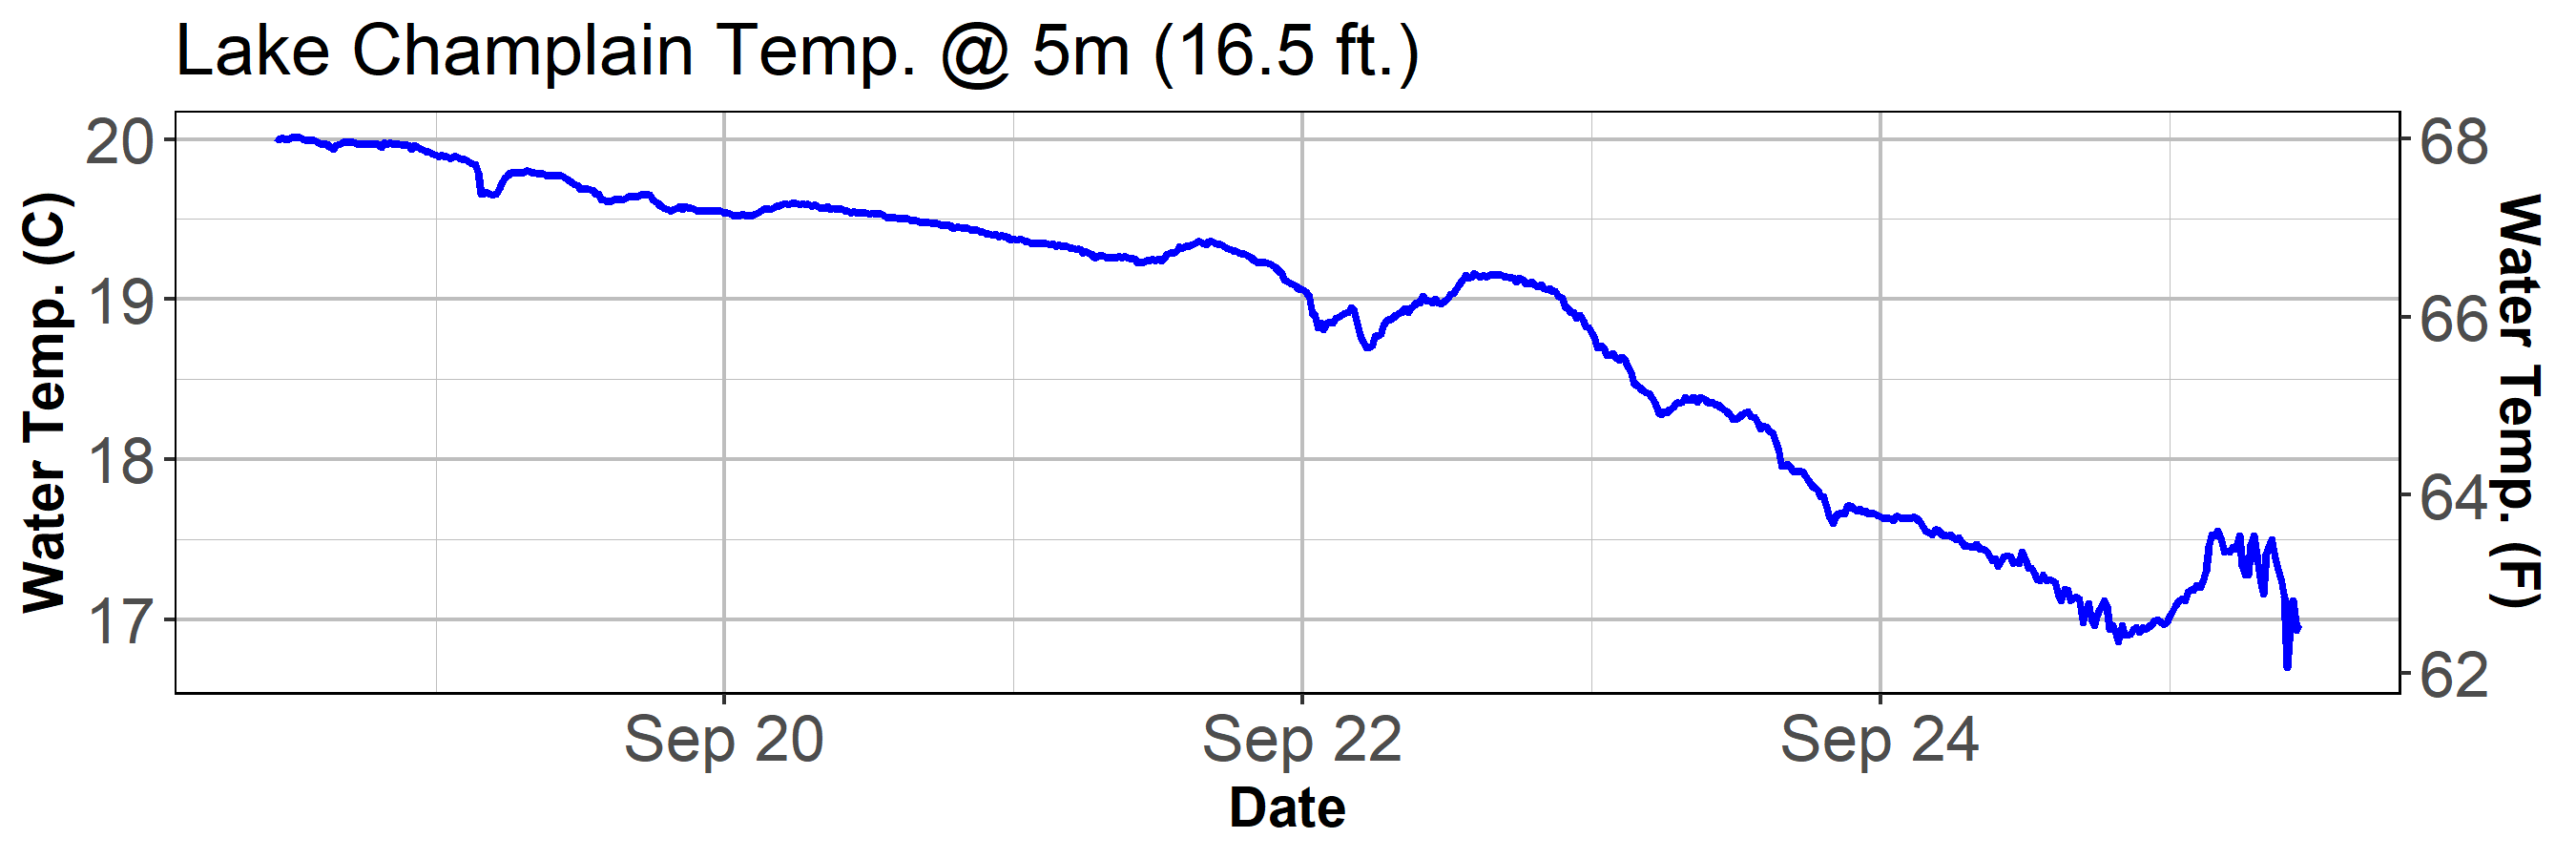 Lake Champlain Temp. @ 5m (16.5 ft.)
Water Temp. (C)
20
19
18
17
68
66
64
62
Water Temp. (F)
Sep 20
Sep 22
Sep 24
Date